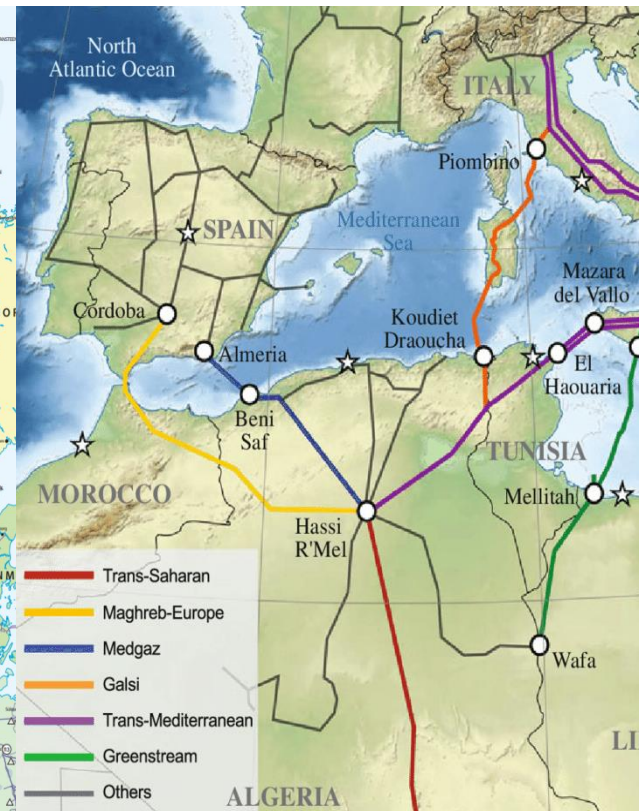 North
Atlantic Ocean
ITALY
Piombino
Mediterranean
Sea
SPAIN
Mazara
del Vallo
Cordoba
Koudiet
Draoucha
Almeria
El
Haouaria
Beni
Saf
TUNISIA
MOROCCO
Mellitah
Hassi
R'Mel
Trans-Saharan
Maghreb-Europe
Wafa
Medgaz
Galsi
Trans-Mediterranean
LI
Greenstream
Others
ALGERIA